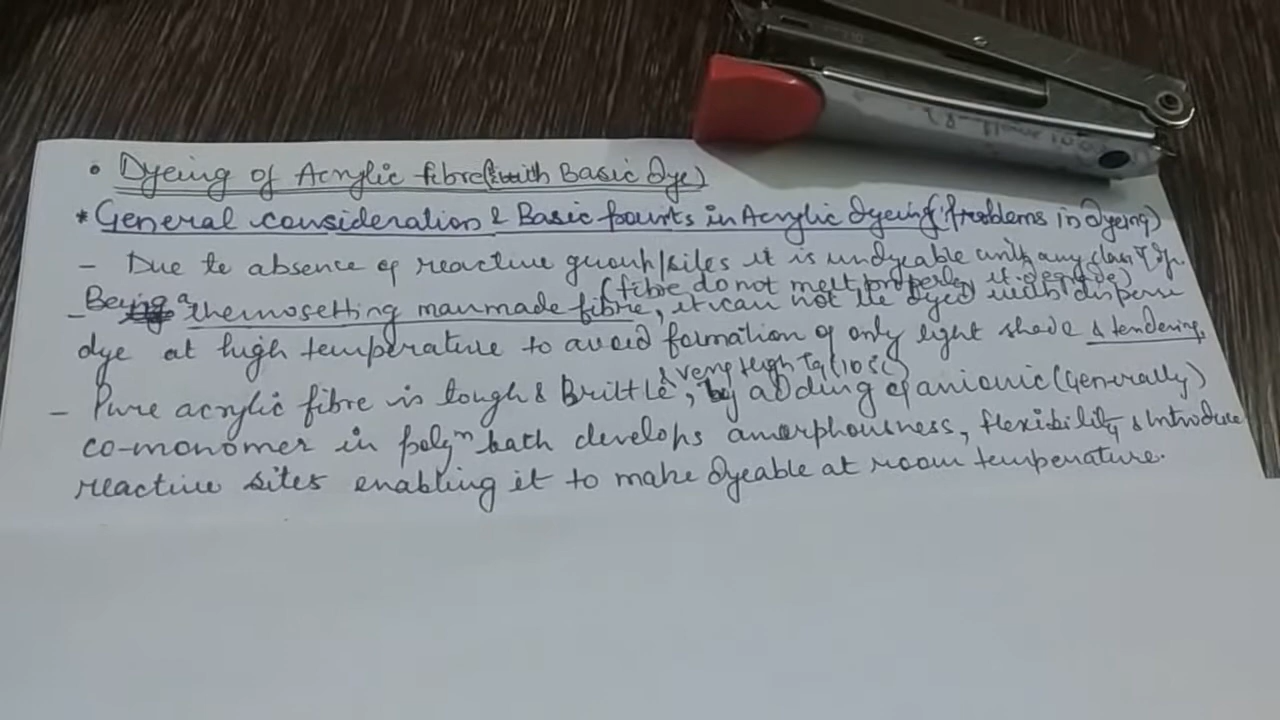 • Dyeing of Acrylic fibre (with Basic Dye)
* General consideration & Basic points in Acrylic dyeing (Problems in Dyeing)
- Due to absence of reactive group/sites it is undyeable with any class of
(fibre do not melt properly it degrade)
- Being a thermosetting manmade fibre, it can not be dyed with disperse
dye at high temperature to avoid formation of only light shade & tendering,
& very high Tg (105°C)
- Pure acrylic fibre is tough & Brittle, by adding of anionic (Generally)
co-monomer in polyᵐ bath develops amorphousness, flexibility & Introduce
reactive sites enabling it to make dyeable at room temperature.